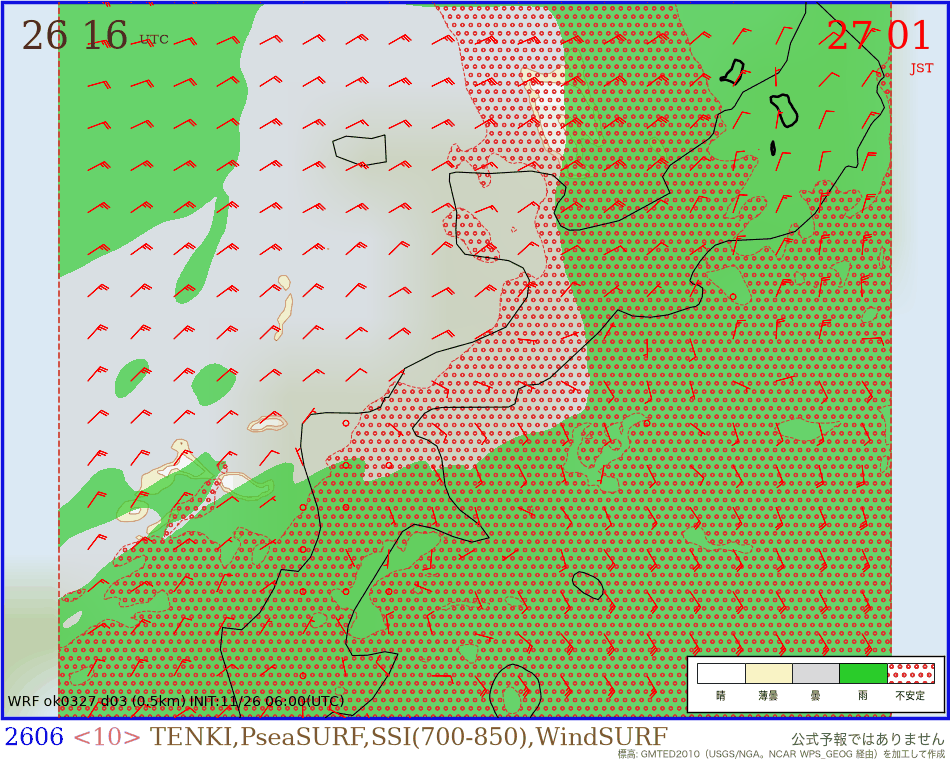 26 16 UTC
27 01
JST
WRF ok0327 d03 (0.5km) INIT:11/26 06:00(UTC)
晴 薄曇 曇 雨 不安定
2606 <10> TENKI,PseaSURF,SSI(700-850),WindSURF
公式予報ではありません
標高: GMTED2010（USGS/NGA。NCAR WPS_GEOG 経由）を加工して作成